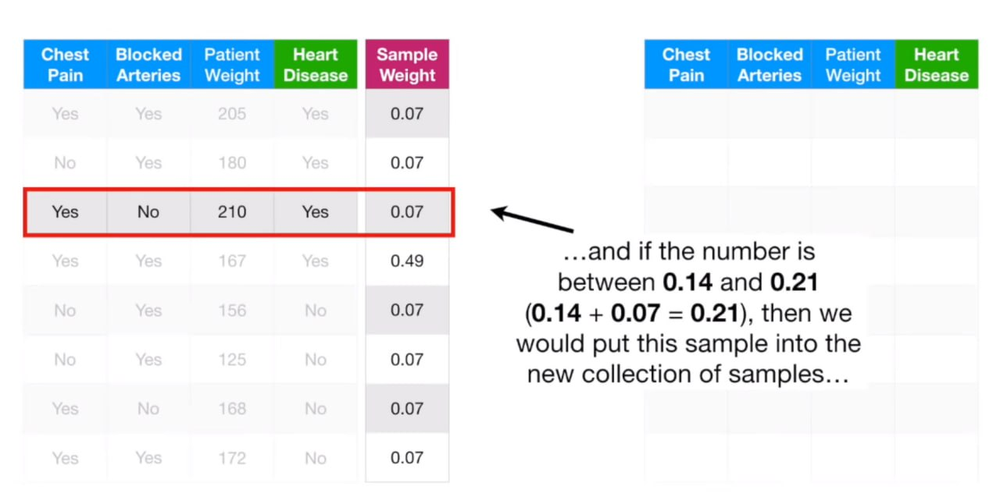 Chest Pain Blocked Arteries Patient Weight Heart Disease Sample Weight
Yes Yes 205 Yes 0.07
No Yes 180 Yes 0.07
Yes No 210 Yes 0.07
Yes Yes 167 Yes 0.49
No Yes 156 No 0.07
No Yes 125 No 0.07
Yes No 168 No 0.07
Yes Yes 172 No 0.07
Chest Pain Blocked Arteries Patient Weight Heart Disease
…and if the number is
between 0.14 and 0.21
(0.14 + 0.07 = 0.21), then we
would put this sample into the
new collection of samples…